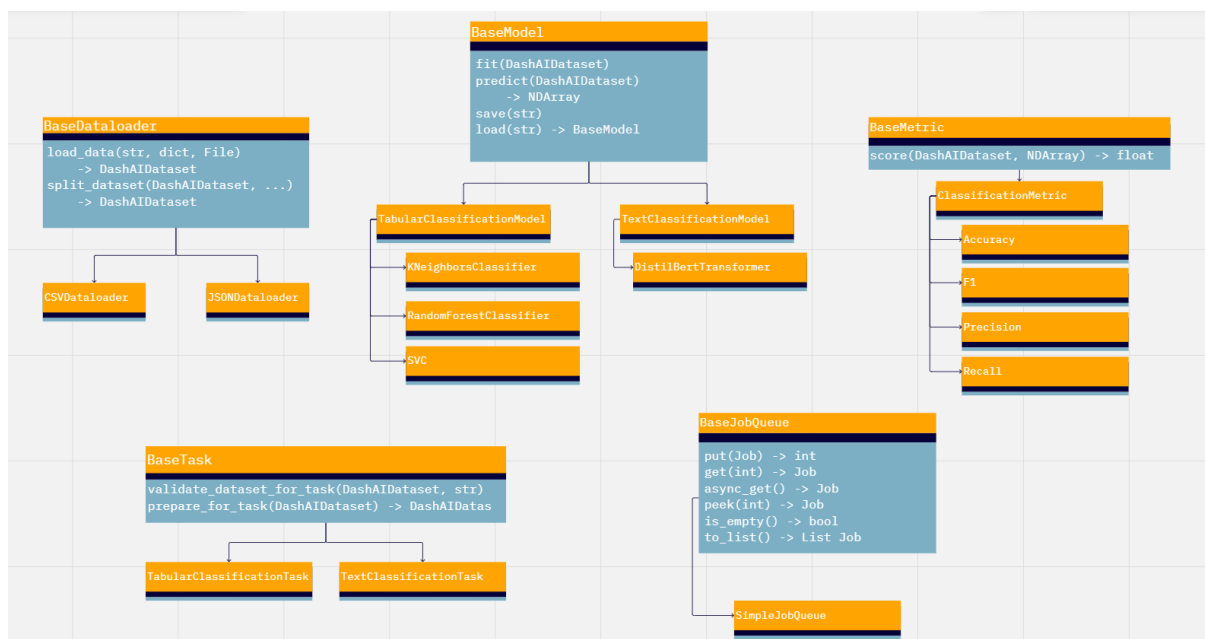 BaseModel
fit(DashAIDataset)
predict(DashAIDataset)
-> NDArray
save(str)
load(str) -> BaseModel
BaseDataloader
load_data(str, dict, File)
-> DashAIDataset
split_dataset(DashAIDataset, ...)
-> DashAIDataset
BaseMetric
score(DashAIDataset, NDArray) -> float
TabularClassificationModel
TextClassificationModel
KNeighborsClassifier
DistilBertTransformer
RandomForestClassifier
SVC
CSVDataloader
JSONDataloader
ClassificationMetric
Accuracy
F1
Precision
Recall
BaseTask
validate_dataset_for_task(DashAIDataset, str)
prepare_for_task(DashAIDataset) -> DashAIDatas
TabularClassificationTask
TextClassificationTask
BaseJobQueue
put(Job) -> int
get(int) -> Job
async_get() -> Job
peek(int) -> Job
is_empty() -> bool
to_list() -> List Job
SimpleJobQueue